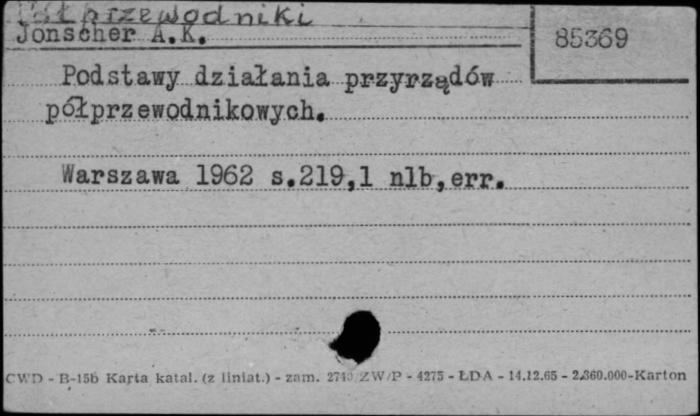 Półprzewodniki
Jonscher A.K.
85369
Podstawy działania przyrządów
półprzewodnikowych.
Warszawa 1962 s.219,1 nlb,err.
CWD - B-15b Karta katal. (z liniat.) - zam. 2740/ZW/P - 4275 - ŁDA - 14.12.65 - 2.360.000-Karton